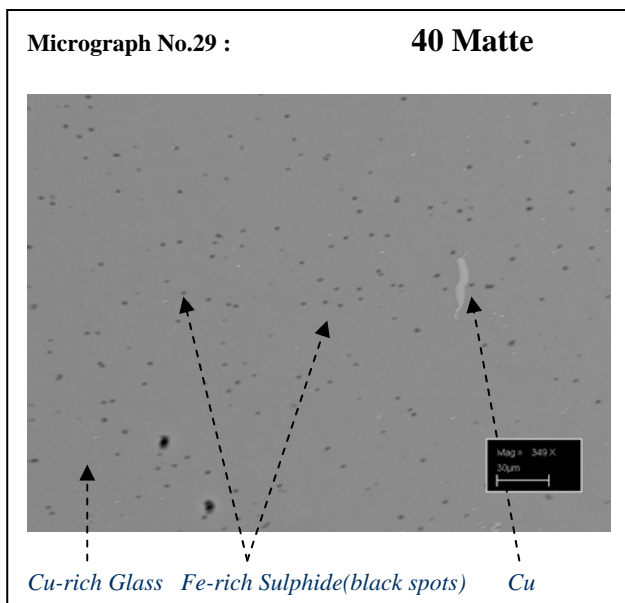 Micrograph No.29 : 40 Matte
Mag = 349 X
30µm
Cu-rich Glass Fe-rich Sulphide(black spots) Cu